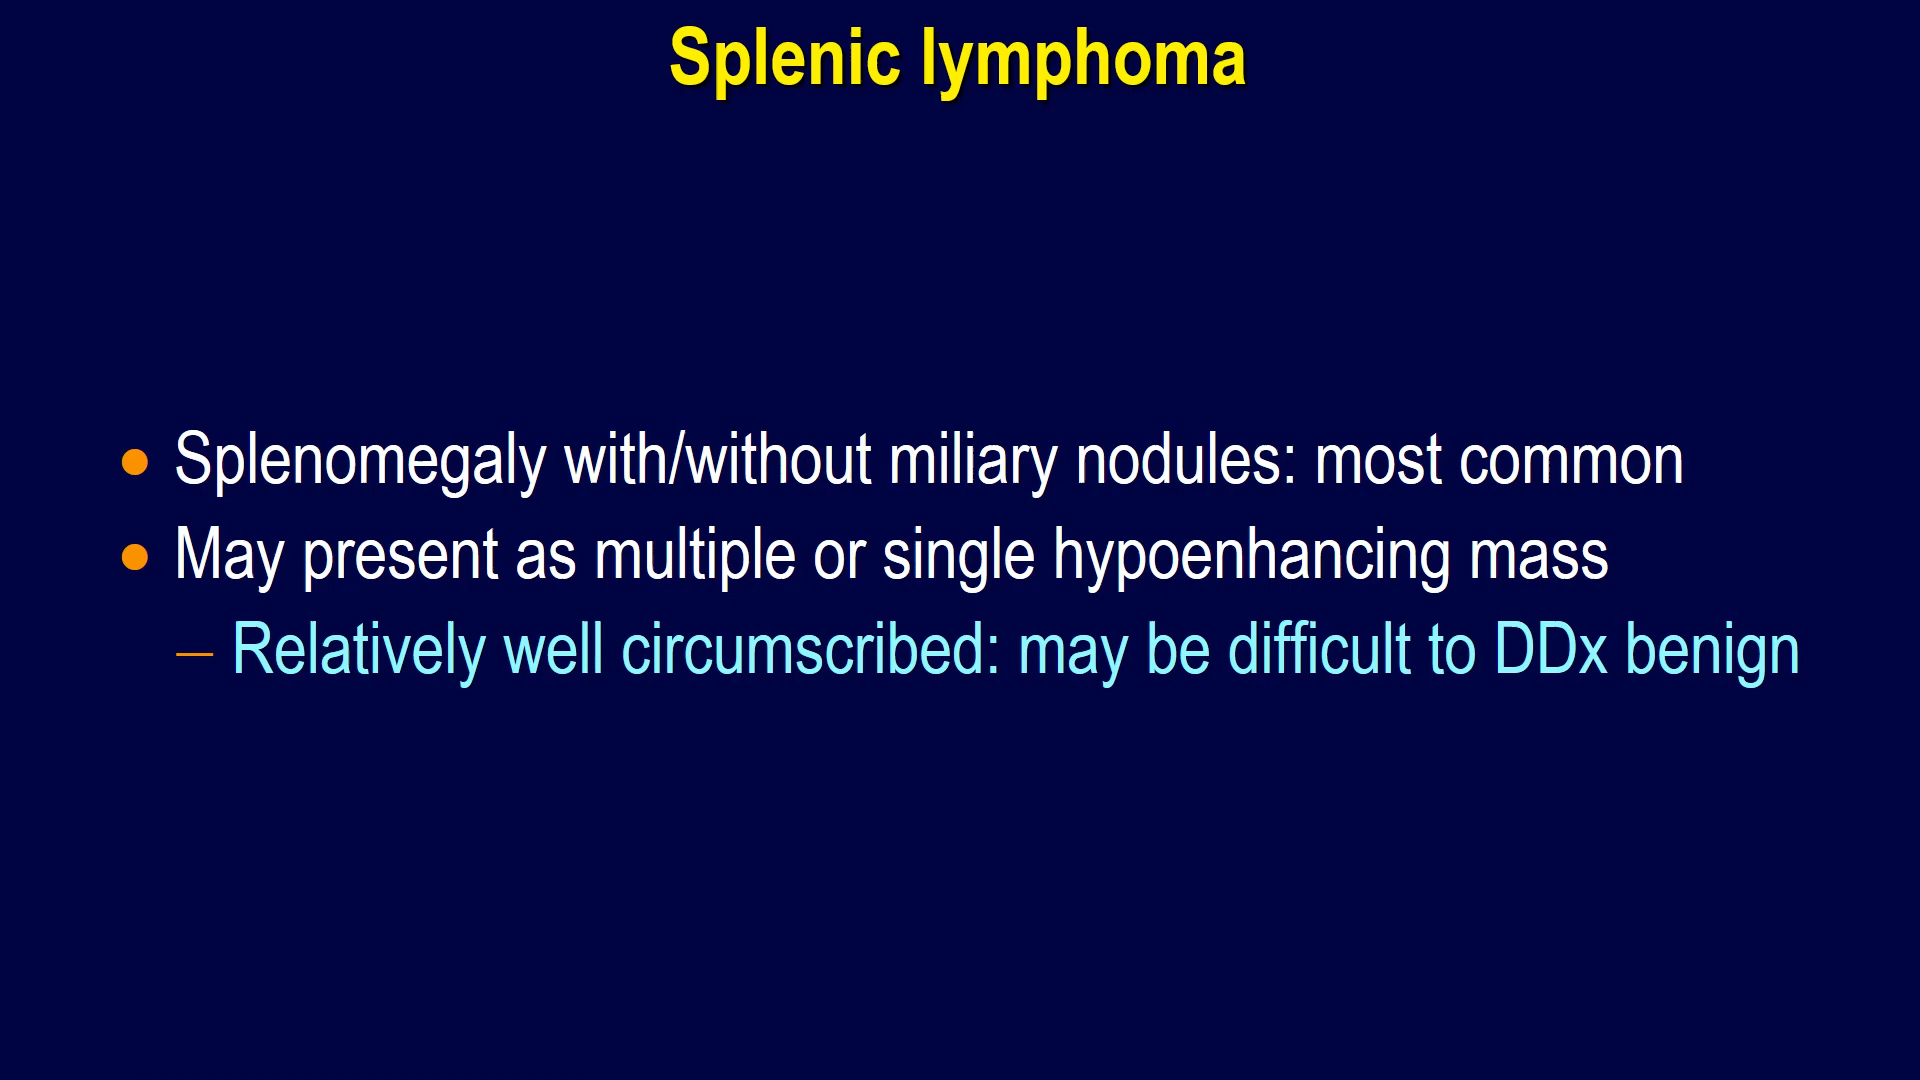 Splenic lymphoma
• Splenomegaly with/without miliary nodules: most common
• May present as multiple or single hypoenhancing mass
– Relatively well circumscribed: may be difficult to DDx benign